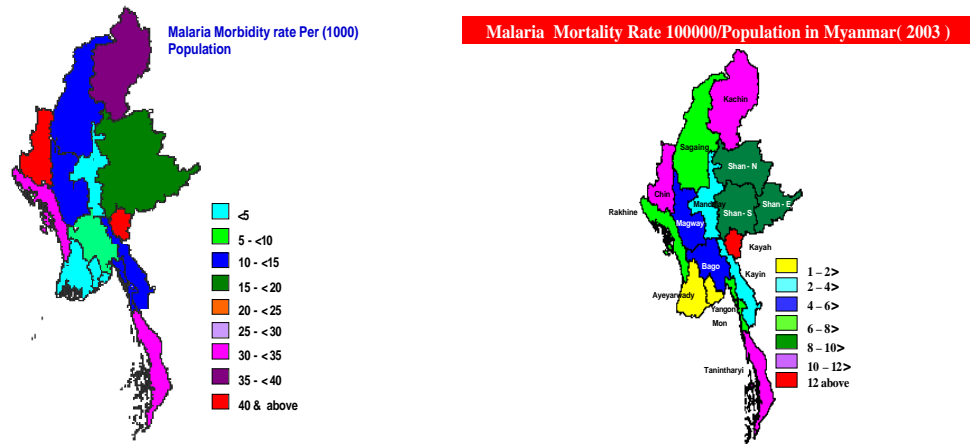 Malaria Morbidity rate Per (1000)
Population
<5
5 - <10
10 - <15
15 - <20
20 - <25
25 - <30
30 - <35
35 - <40
40 & above
Malaria Mortality Rate 100000/Population in Myanmar( 2003 )
Kachin
Sagaing
Shan - N
Chin
Mandalay
Shan - E
Rakhine
Shan - S
Magway
Kayah
Bago
Kayin
Ayeyarwady
Yangon
Mon
Tanintharyi
1 – 2>
2 – 4>
4 – 6>
6 – 8>
8 – 10>
10 – 12>
12 above